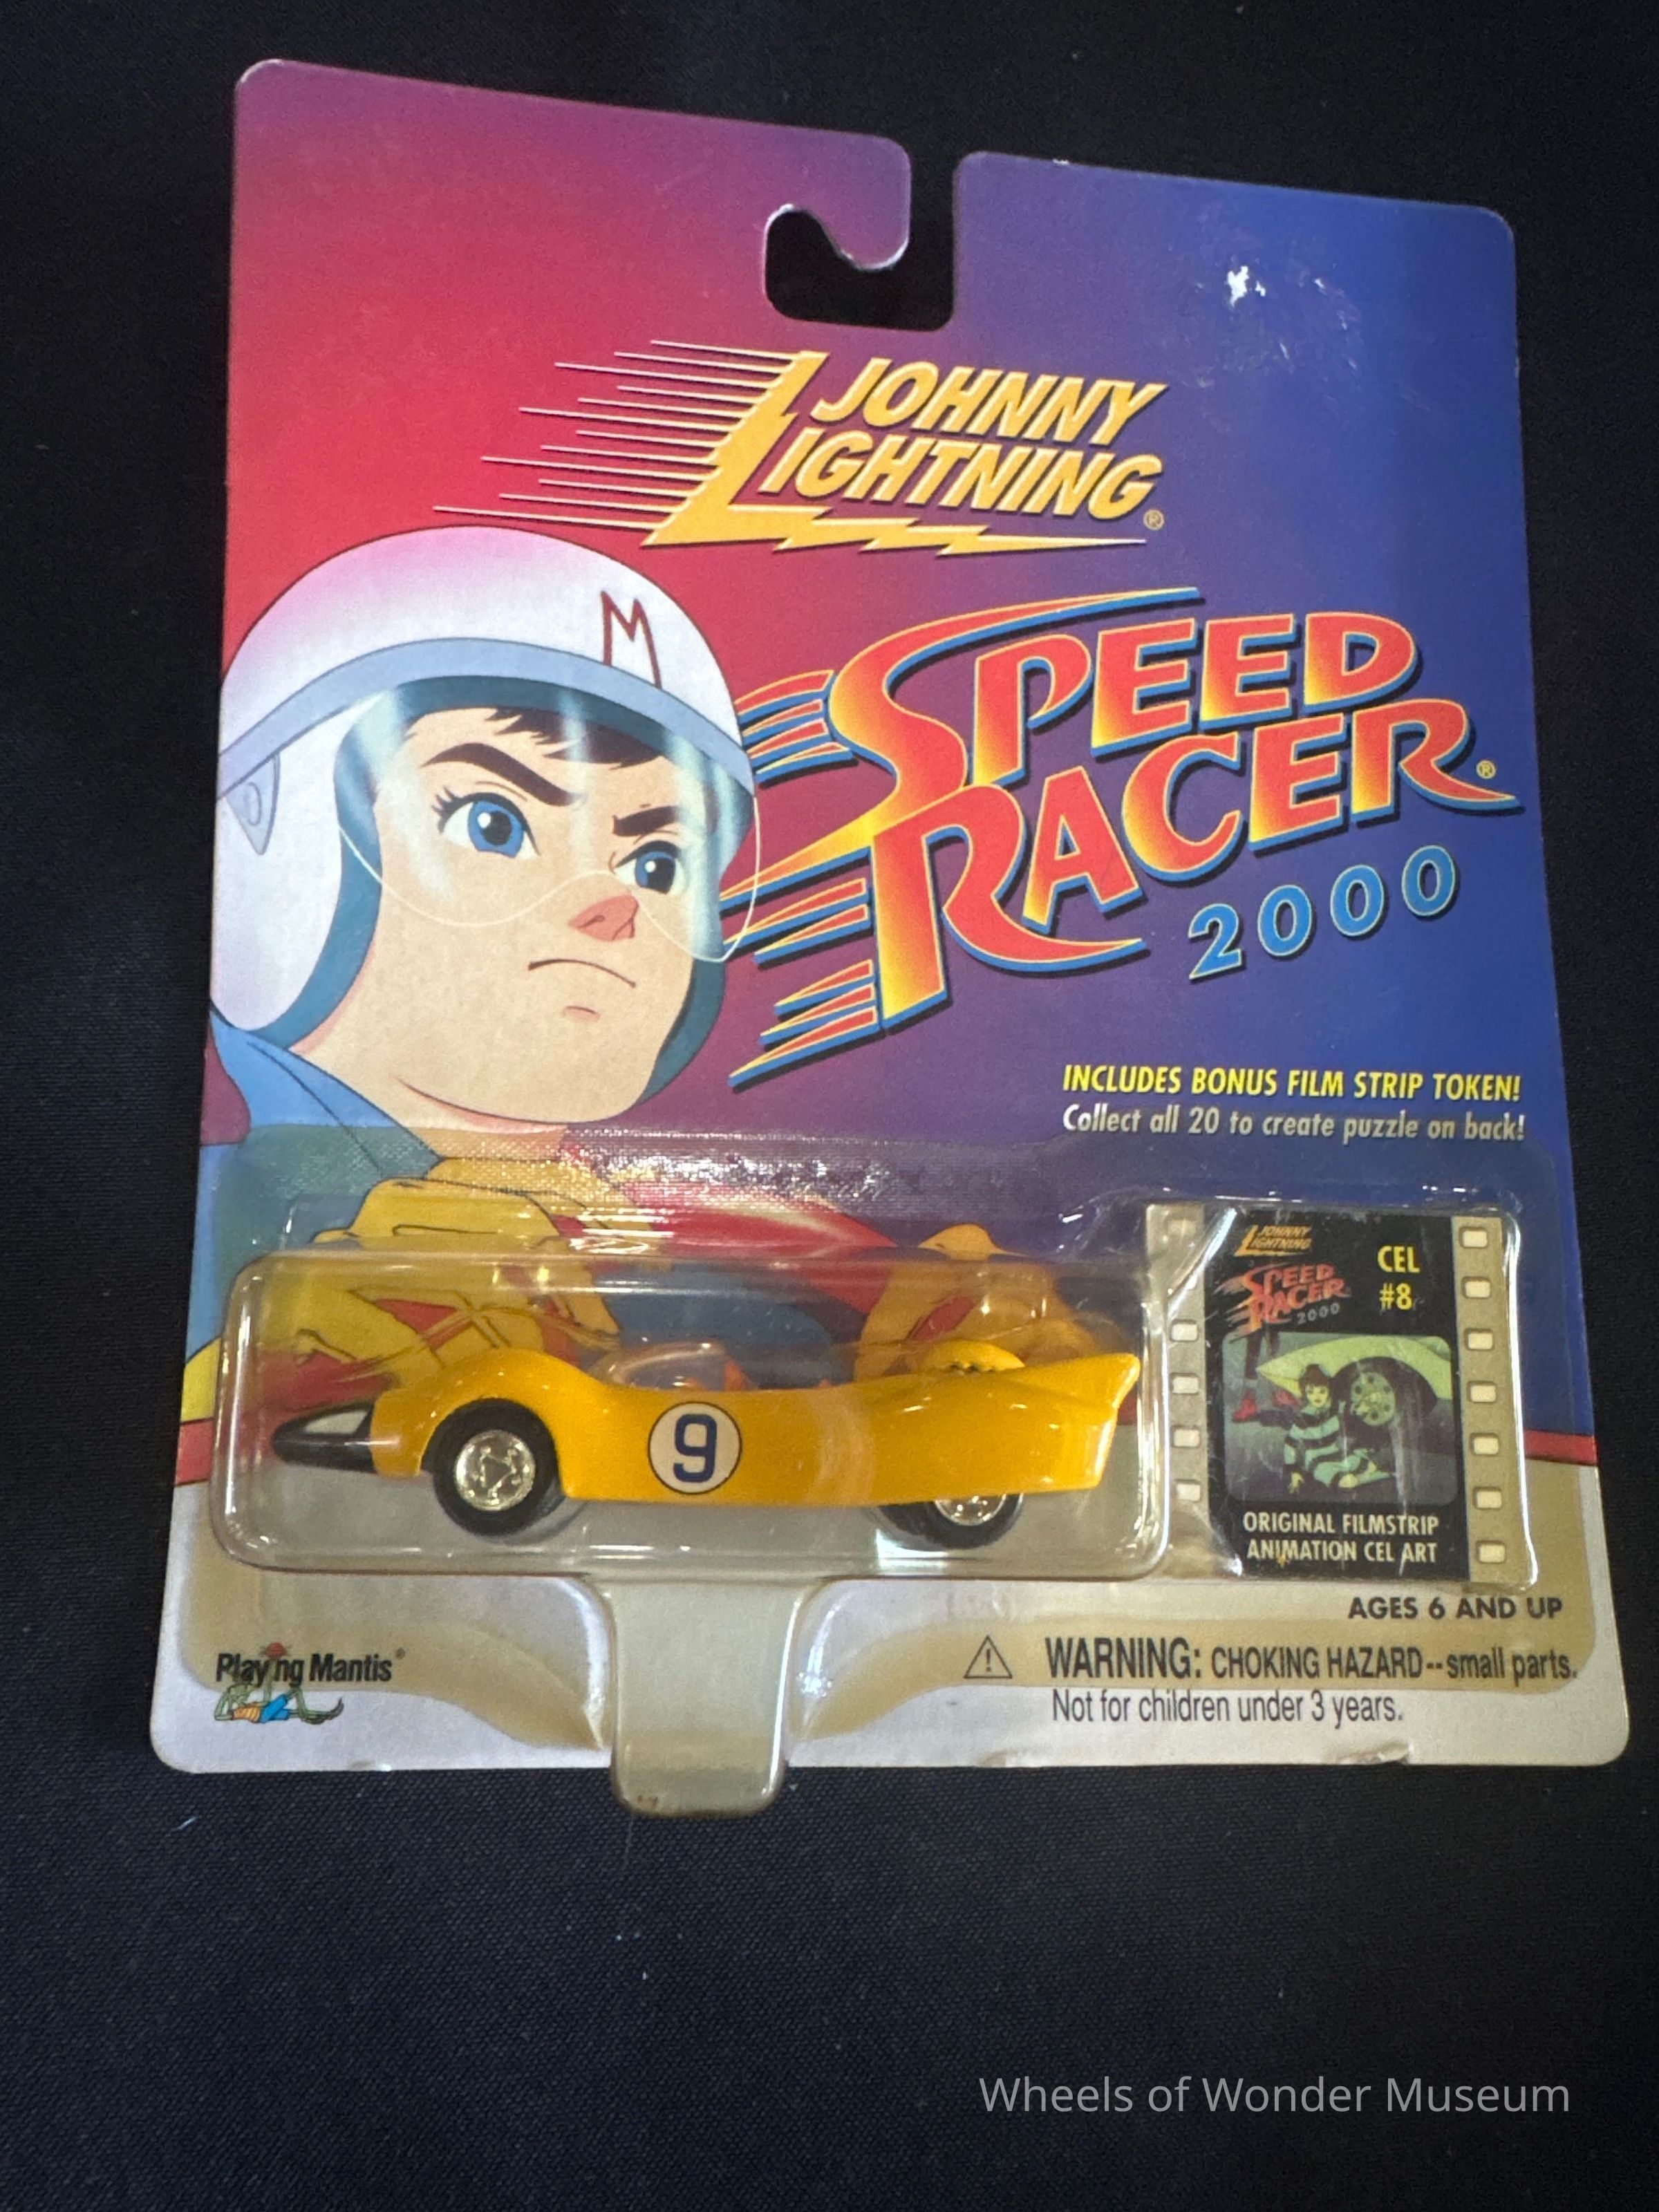 JOHNNY
LIGHTNING®
M
SPEED
RACER®
2000
INCLUDES BONUS FILM STRIP TOKEN!
Collect all 20 to create puzzle on back!
JOHNNY
LIGHTNING
SPEED
RACER
2000
CEL
#8
9
ORIGINAL FILMSTRIP
ANIMATION CEL ART
AGES 6 AND UP
Playing Mantis®
WARNING: CHOKING HAZARD--small parts.
Not for children under 3 years.
Wheels of Wonder Museum